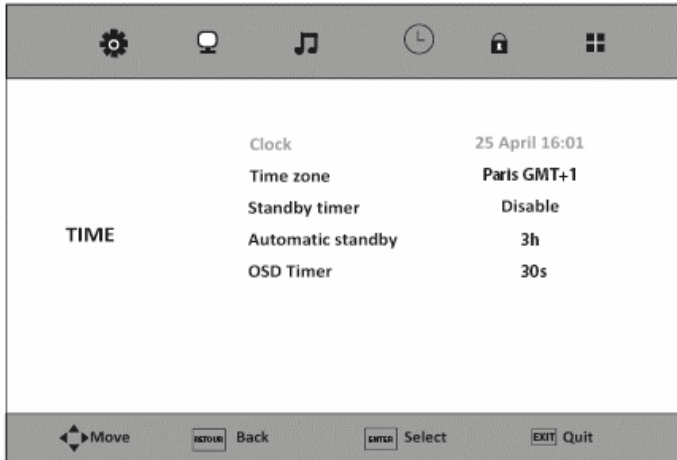 Clock 25 April 16:01
Time zone Paris GMT+1
Standby timer Disable
TIME Automatic standby 3h
OSD Timer 30s
Move RETOUR Back ENTER Select EXIT Quit